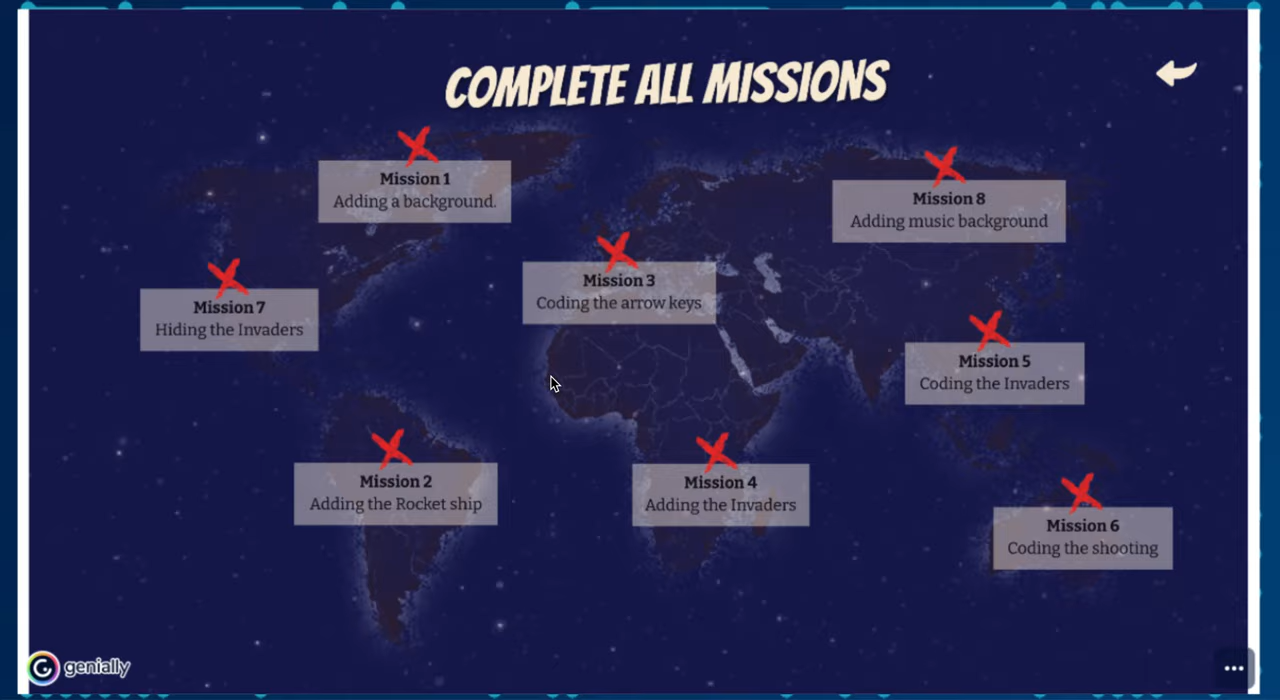 COMPLETE ALL MISSIONS
Mission 1
Adding a background.
Mission 8
Adding music background
Mission 3
Coding the arrow keys
Mission 7
Hiding the Invaders
Mission 5
Coding the Invaders
Mission 2
Adding the Rocket ship
Mission 4
Adding the Invaders
Mission 6
Coding the shooting
genially